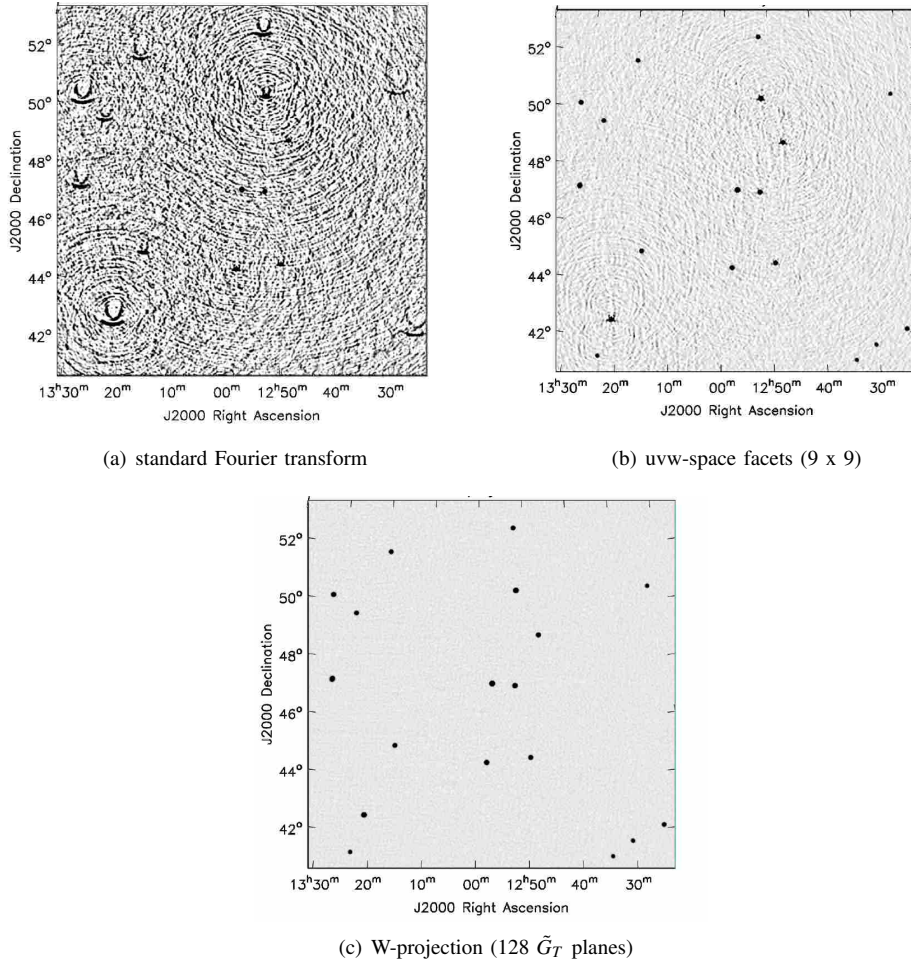 52°
50°
48°
46°
44°
42°
J2000 Declination
13ʰ30ᵐ 20ᵐ 10ᵐ 00ᵐ 12ʰ50ᵐ 40ᵐ 30ᵐ
J2000 Right Ascension
(a) standard Fourier transform
52°
50°
48°
46°
44°
42°
J2000 Declination
13ʰ30ᵐ 20ᵐ 10ᵐ 00ᵐ 12ʰ50ᵐ 40ᵐ 30ᵐ
J2000 Right Ascension
(b) uvw-space facets (9 x 9)
52°
50°
48°
46°
44°
42°
J2000 Declination
13ʰ30ᵐ 20ᵐ 10ᵐ 00ᵐ 12ʰ50ᵐ 40ᵐ 30ᵐ
J2000 Right Ascension
(c) W-projection (128 G̃_T planes)